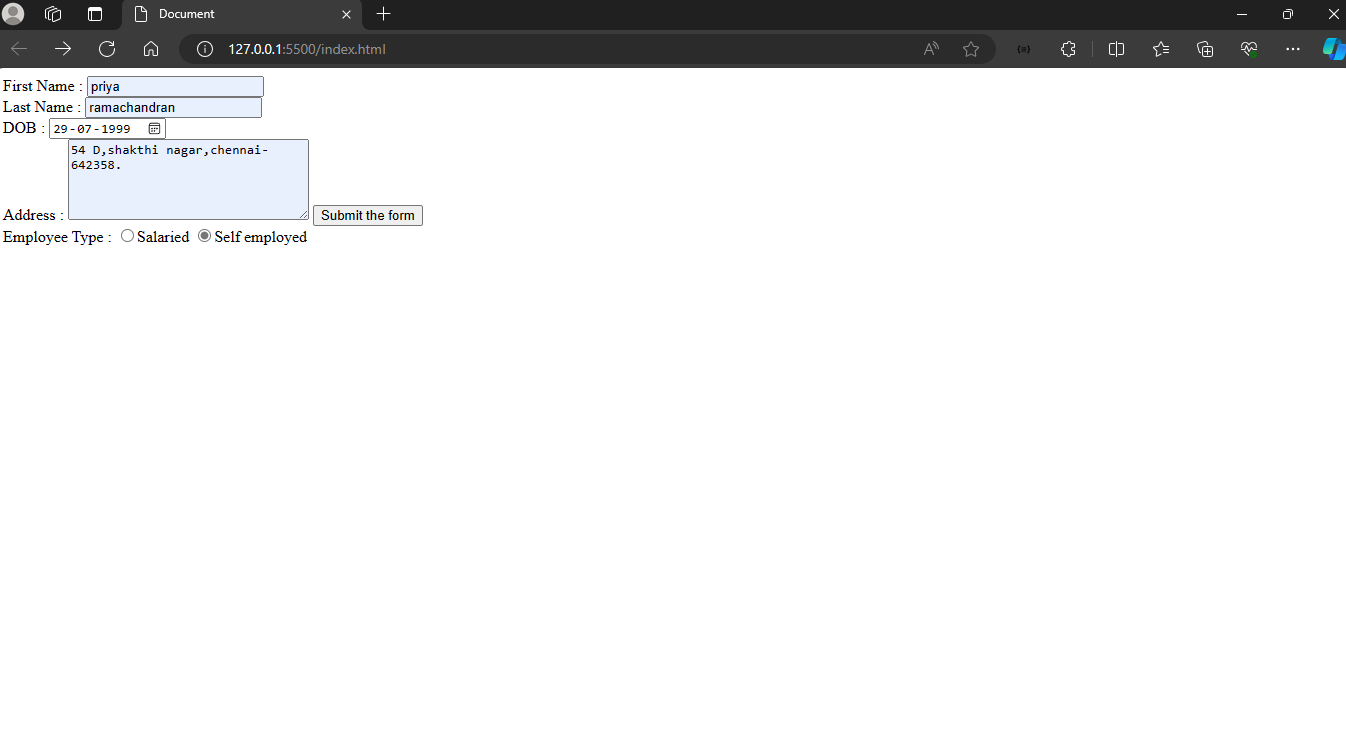 Document
127.0.0.1:5500/index.html
First Name : priya
Last Name : ramachandran
DOB : 29-07-1999
54 D,shakthi nagar,chennai-
642358.
Address : Submit the form
Employee Type : Salaried Self employed